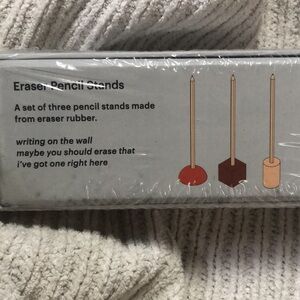 Eraser Pencil Stands
A set of three pencil stands made
from eraser rubber.
writing on the wall
maybe you should erase that
i've got one right here